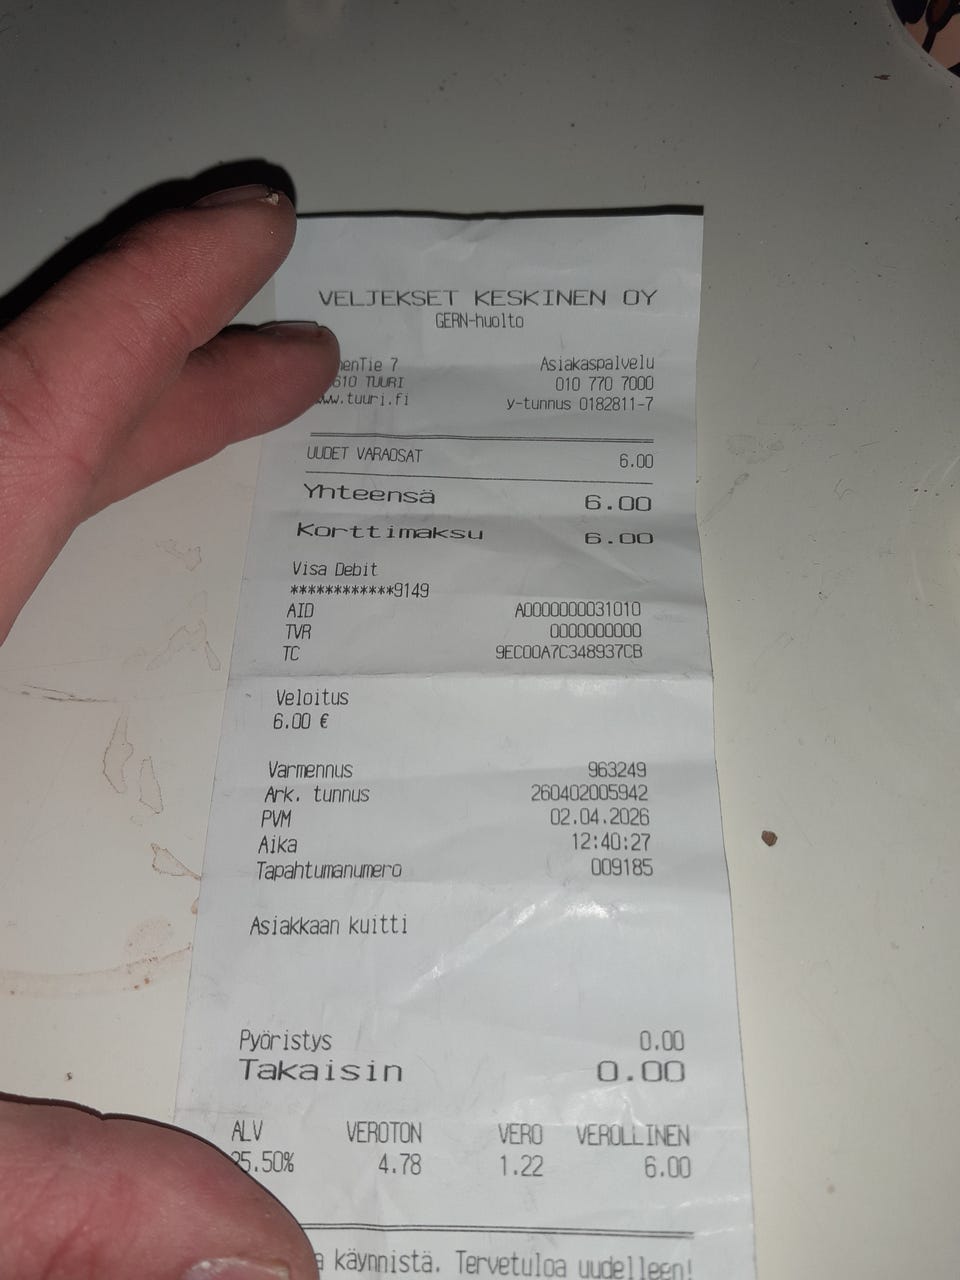 VELJEKSET KESKINEN OY
GERN-huolto
enTie 7 Asiakaspalvelu
610 TUURI 010 770 7000
ww.tuuri.fi y-tunnus 0182811-7
UUDET VARAOSAT 6.00
Yhteensä 6.00
Korttimaksu 6.00
Visa Debit
************9149
AID A0000000031010
TVR 0000000000
TC 9EC00A7C348937CB
Veloitus
6.00 €
Varmennus 963249
Ark. tunnus 260402005942
PVM 02.04.2026
Aika 12:40:27
Tapahtumanumero 009185
Asiakkaan kuitti
Pyöristys 0.00
Takaisin 0.00
ALV VEROTON VERO VEROLLINEN
5.50% 4.78 1.22 6.00
käynnistä. Tervetuloa uudelleen!